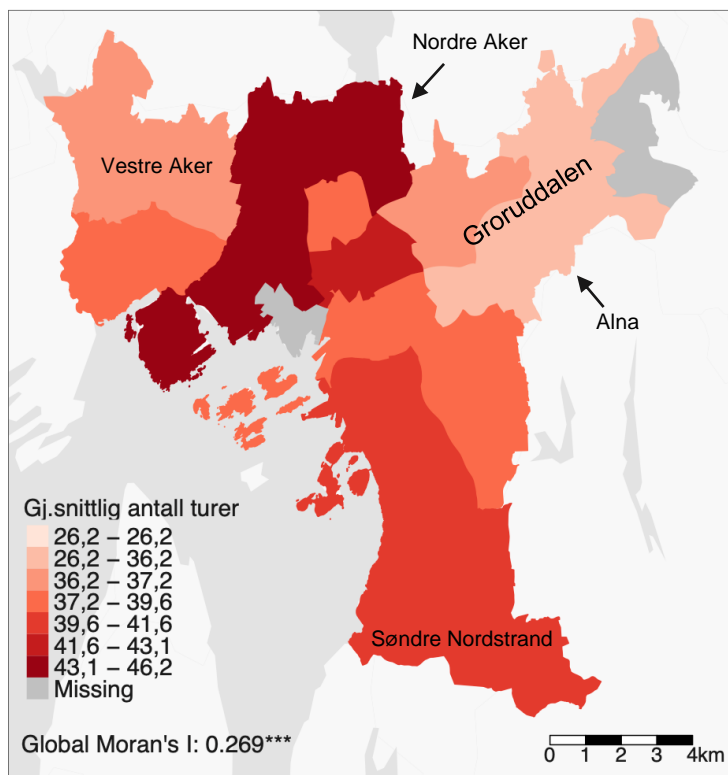 Nordre Aker
Vestre Aker
Groruddalen
Alna
Gj.snittlig antall turer
26,2 – 26,2
26,2 – 36,2
36,2 – 37,2
37,2 – 39,6
39,6 – 41,6
41,6 – 43,1
43,1 – 46,2
Missing
Søndre Nordstrand
Global Moran's I: 0.269***
0 1 2 3 4km